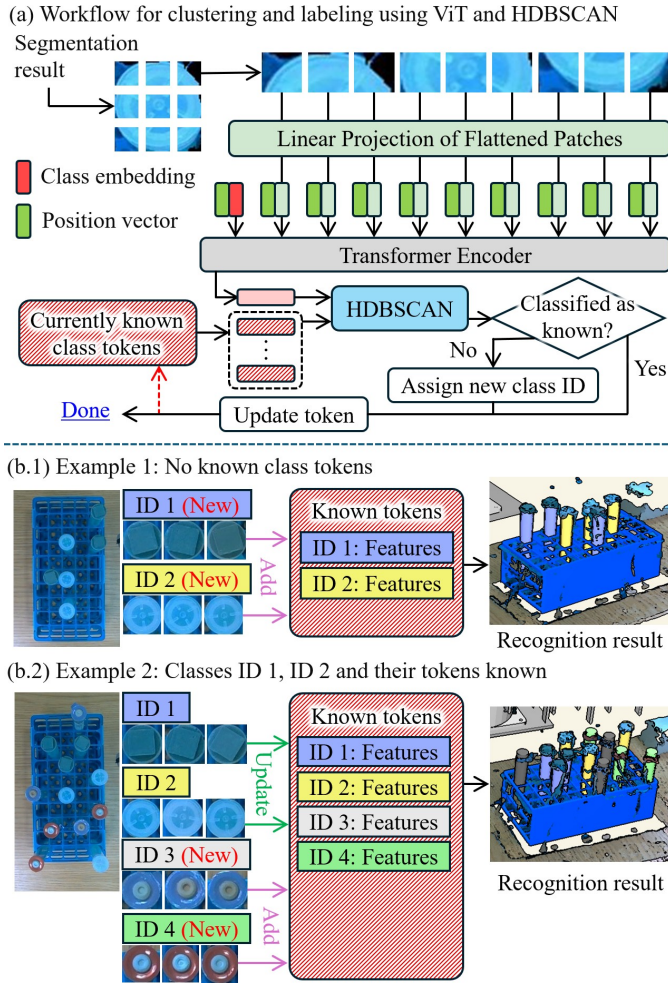 (a) Workflow for clustering and labeling using ViT and HDBSCAN
Segmentation
result
Linear Projection of Flattened Patches
Class embedding
Position vector
Transformer Encoder
Currently known
class tokens
HDBSCAN
Classified as
known?
No
Yes
Assign new class ID
Done
Update token
(b.1) Example 1: No known class tokens
ID 1 (New)
ID 2 (New)
Add
Known tokens
ID 1: Features
ID 2: Features
Recognition result
(b.2) Example 2: Classes ID 1, ID 2 and their tokens known
ID 1
ID 2
Update
ID 3 (New)
ID 4 (New)
Add
Known tokens
ID 1: Features
ID 2: Features
ID 3: Features
ID 4: Features
Recognition result